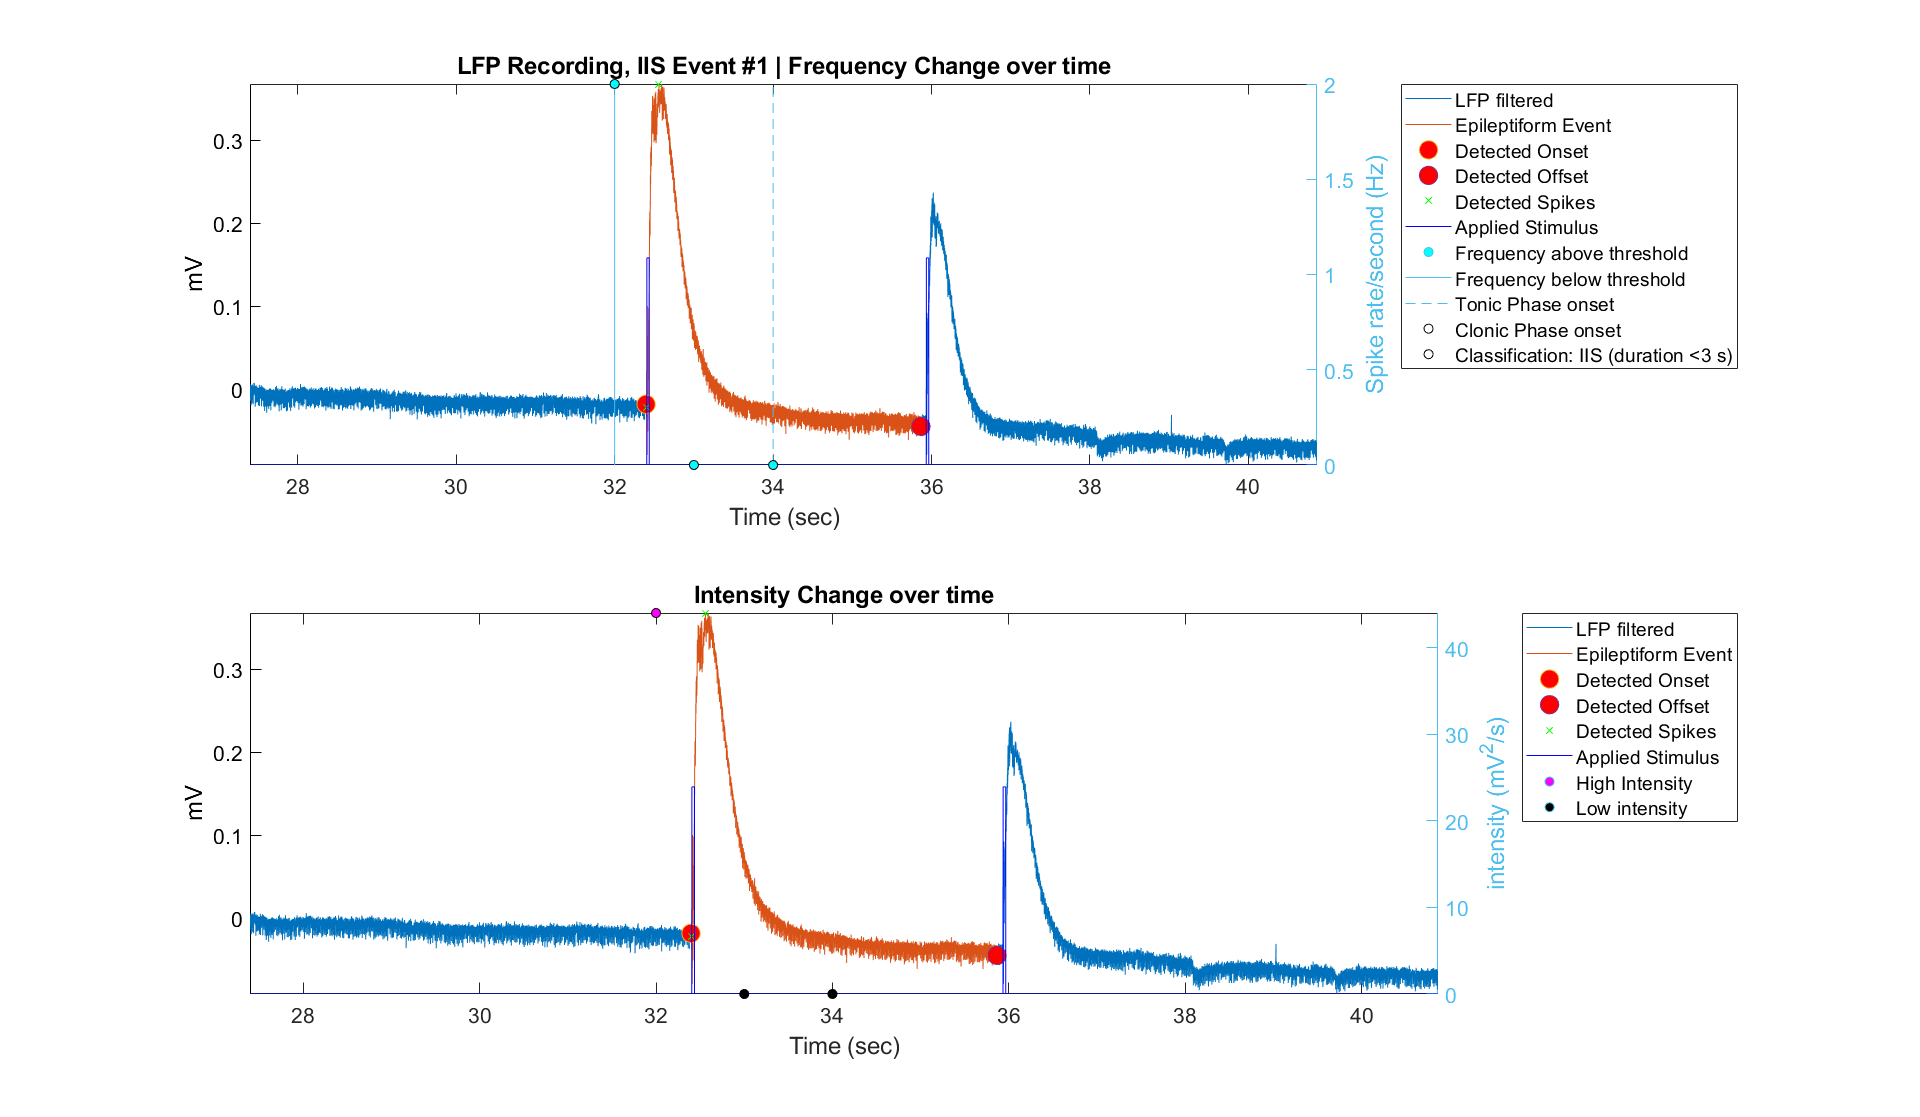 LFP Recording, IIS Event #1 | Frequency Change over time
mV
0.3
0.2
0.1
0
28
30
32
34
36
38
40
Time (sec)
2
1.5
1
0.5
0
Spike rate/second (Hz)
LFP filtered
Epileptiform Event
Detected Onset
Detected Offset
Detected Spikes
Applied Stimulus
Frequency above threshold
Frequency below threshold
Tonic Phase onset
Clonic Phase onset
Classification: IIS (duration <3 s)
Intensity Change over time
mV
0.3
0.2
0.1
0
28
30
32
34
36
38
40
Time (sec)
40
30
20
10
0
intensity (mV²/s)
LFP filtered
Epileptiform Event
Detected Onset
Detected Offset
Detected Spikes
Applied Stimulus
High Intensity
Low intensity